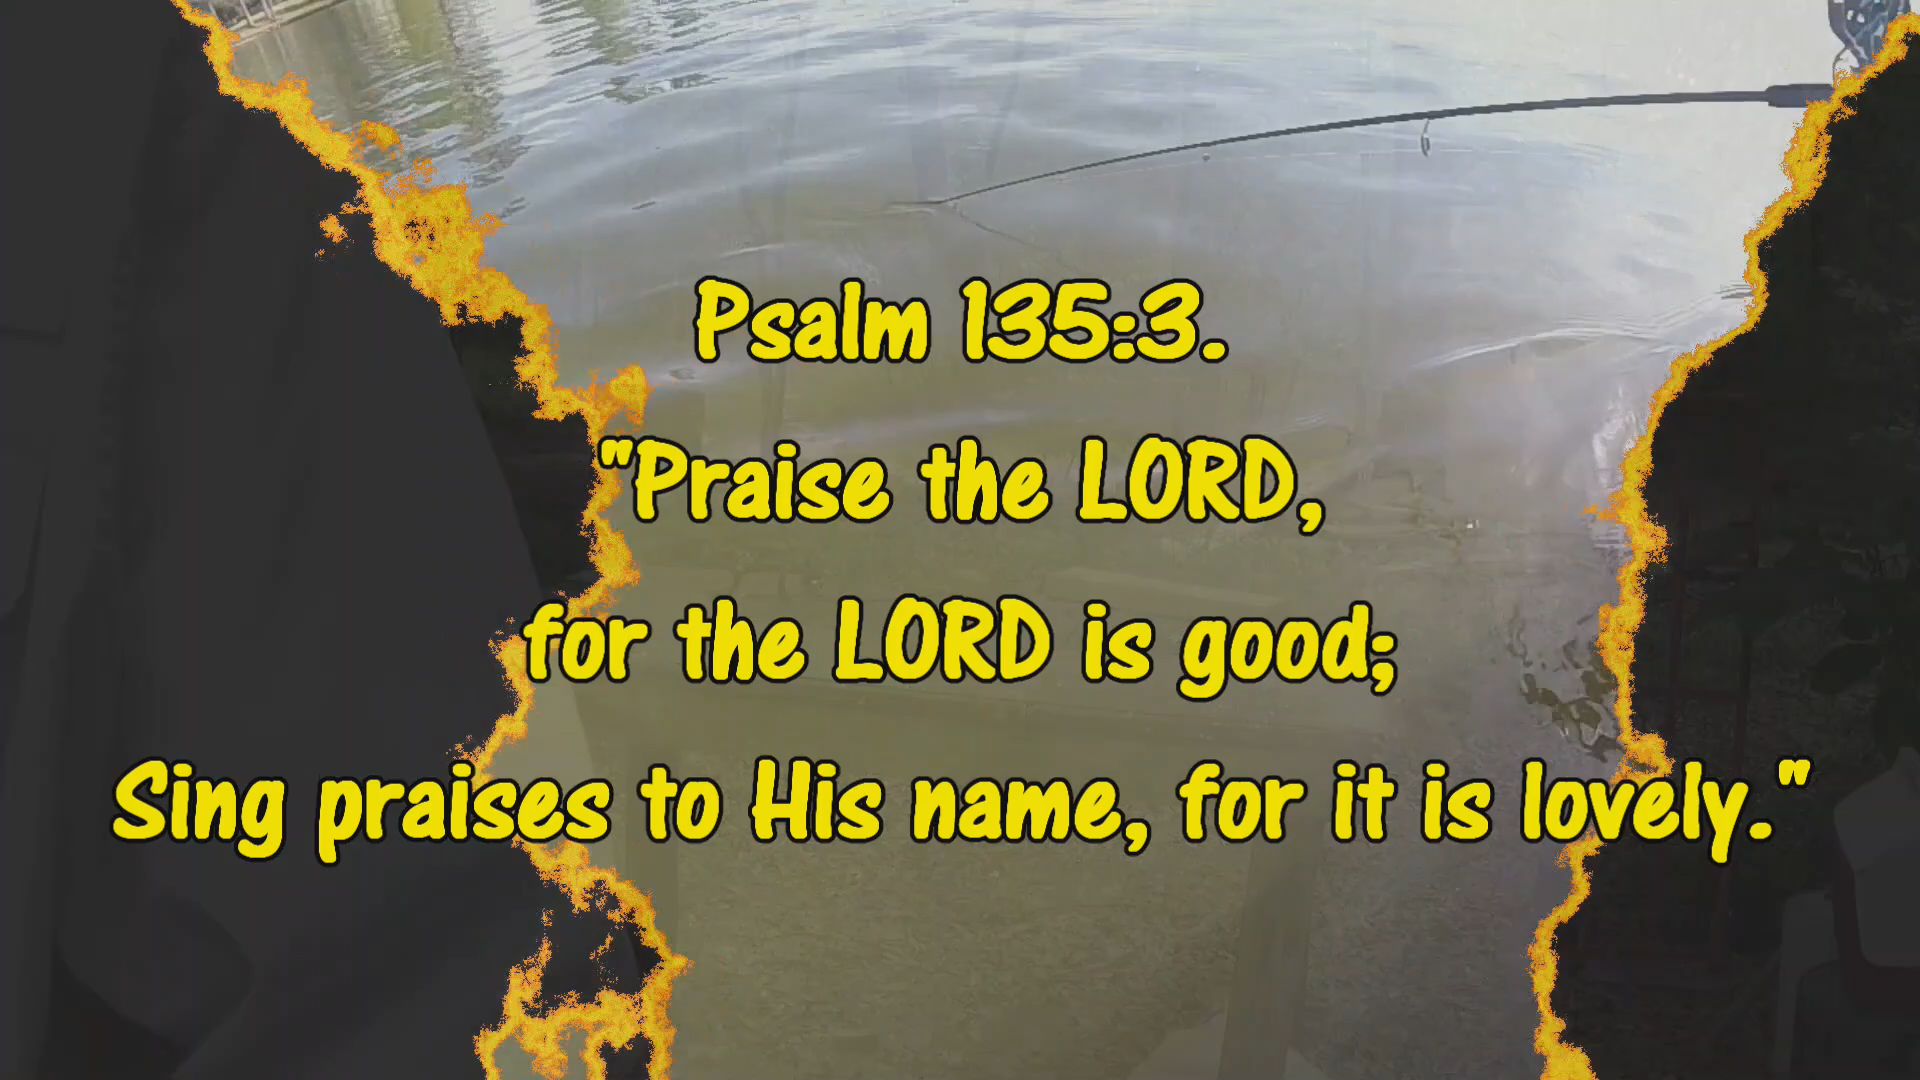 Psalm 135:3.
"Praise the LORD,
for the LORD is good;
Sing praises to His name, for it is lovely."